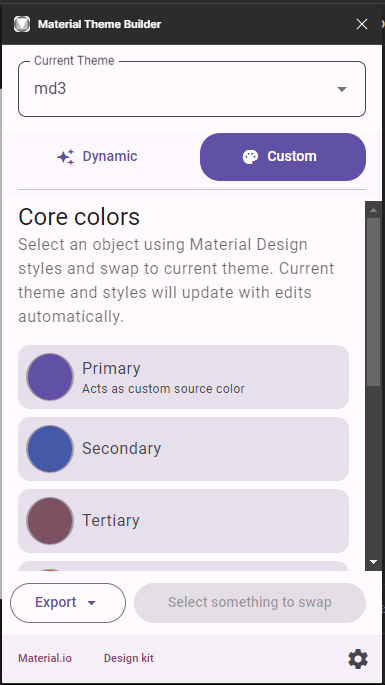 Material Theme Builder
Current Theme
md3
Dynamic
Custom
Core colors
Select an object using Material Design
styles and swap to current theme. Current
theme and styles will update with edits
automatically.
Primary
Acts as custom source color
Secondary
Tertiary
Export
Select something to swap
Material.io
Design kit